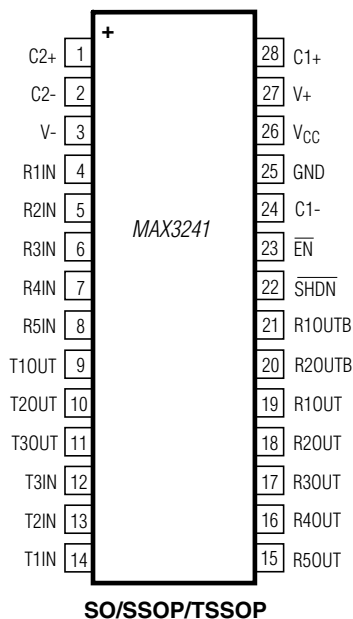 +
C2+ 1 28 C1+
C2- 2 27 V+
V- 3 26 VCC
R1IN 4 25 GND
R2IN 5 24 C1-
MAX3241
R3IN 6 23 E̅N̅
R4IN 7 22 S̅H̅D̅N̅
R5IN 8 21 R1OUTB
T1OUT 9 20 R2OUTB
T2OUT 10 19 R1OUT
T3OUT 11 18 R2OUT
T3IN 12 17 R3OUT
T2IN 13 16 R4OUT
T1IN 14 15 R5OUT
SO/SSOP/TSSOP